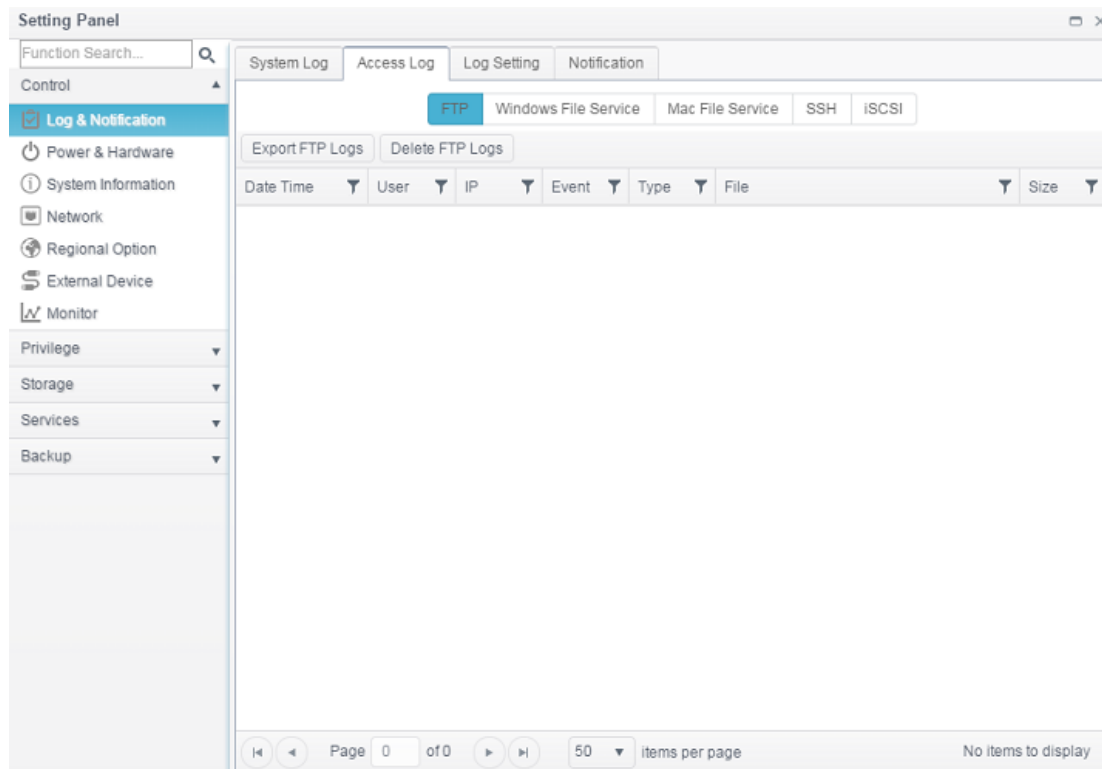 Setting Panel
Function Search...
Control
Log & Notification
Power & Hardware
System Information
Network
Regional Option
External Device
Monitor
Privilege
Storage
Services
Backup
System Log Access Log Log Setting Notification
FTP Windows File Service Mac File Service SSH iSCSI
Export FTP Logs Delete FTP Logs
Date Time User IP Event Type File Size
Page 0 of 0 50 items per page No items to display